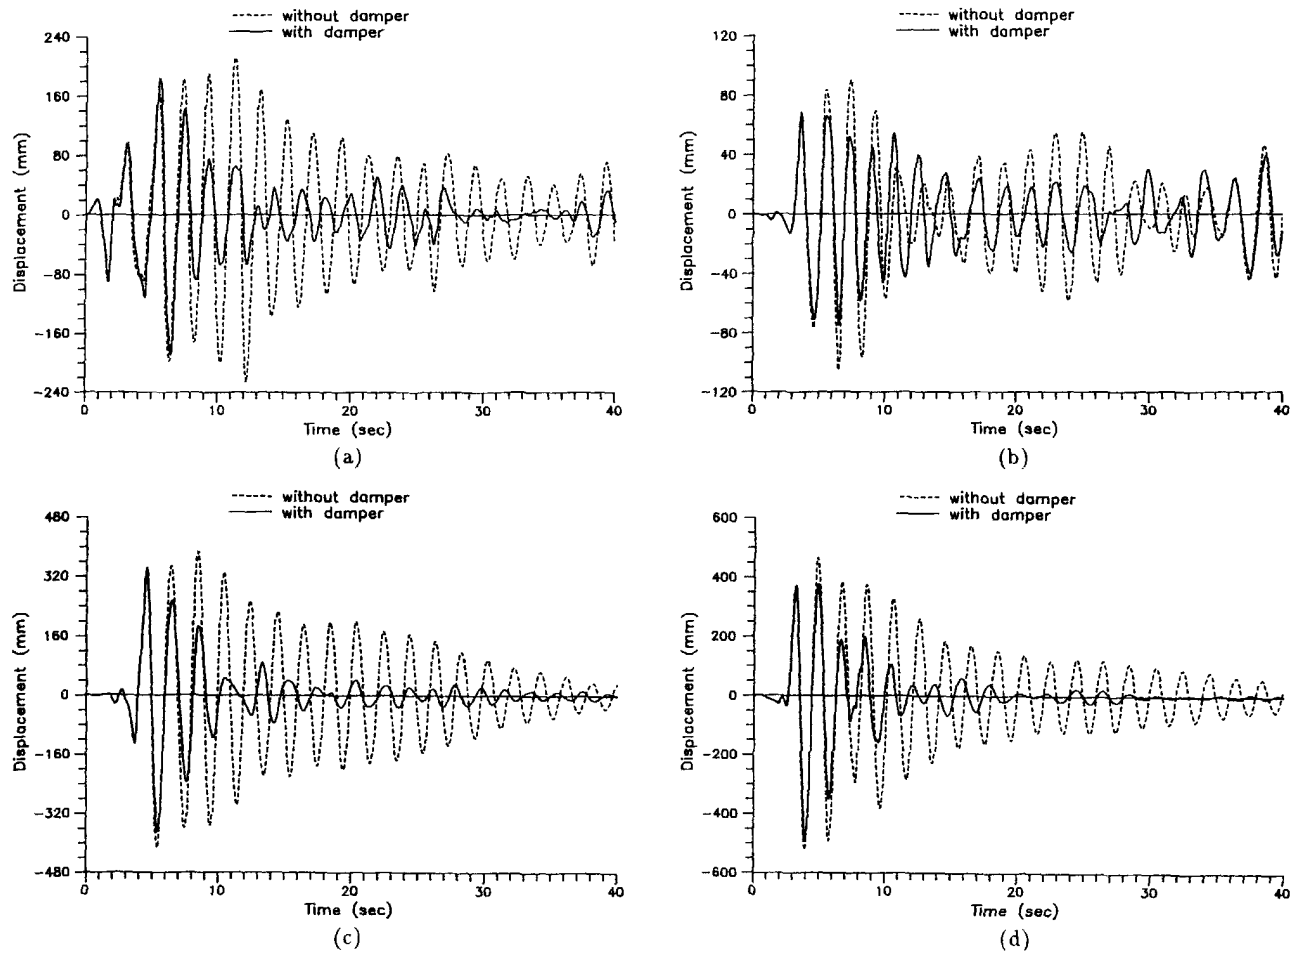 without damper
with damper
240
160
80
0
-80
-160
-240
Displacement (mm)
0 10 20 30 40
Time (sec)
(a)
without damper
with damper
120
80
40
0
-40
-80
-120
Displacement (mm)
0 10 20 30 40
Time (sec)
(b)
without damper
with damper
480
320
160
0
-160
-320
-480
Displacement (mm)
0 10 20 30 40
Time (sec)
(c)
without damper
with damper
600
400
200
0
-200
-400
-600
Displacement (mm)
0 10 20 30 40
Time (sec)
(d)